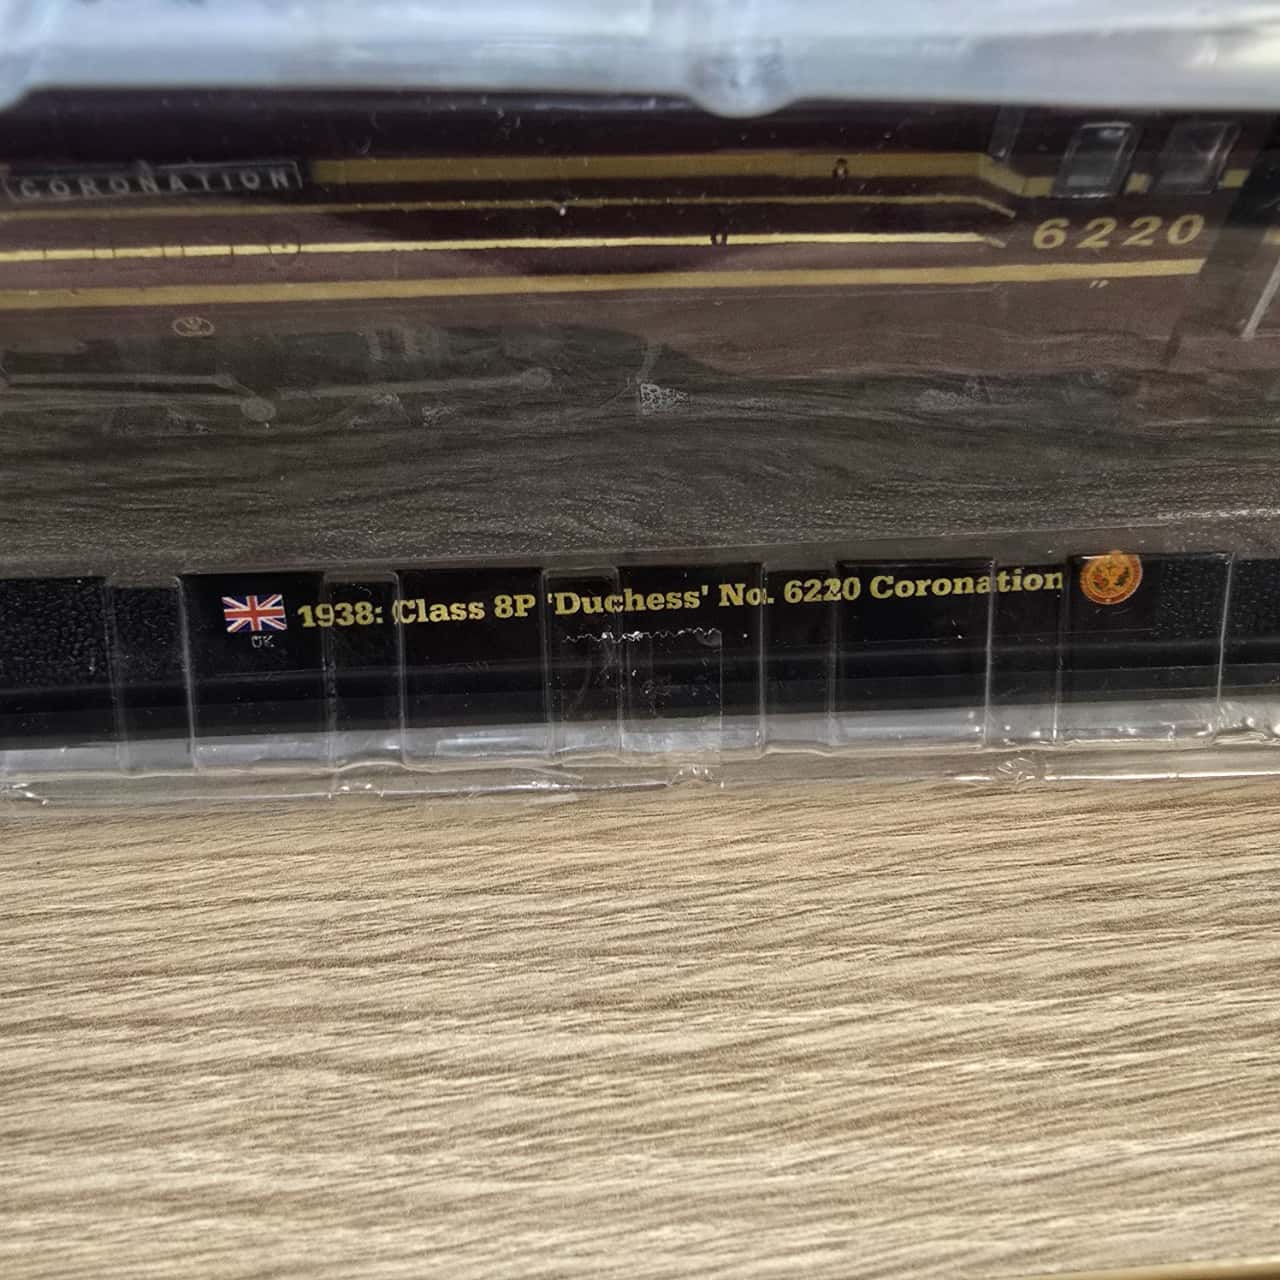 CORONATION
6220
1938: Class 8P 'Duchess' No. 6220 Coronation
UK